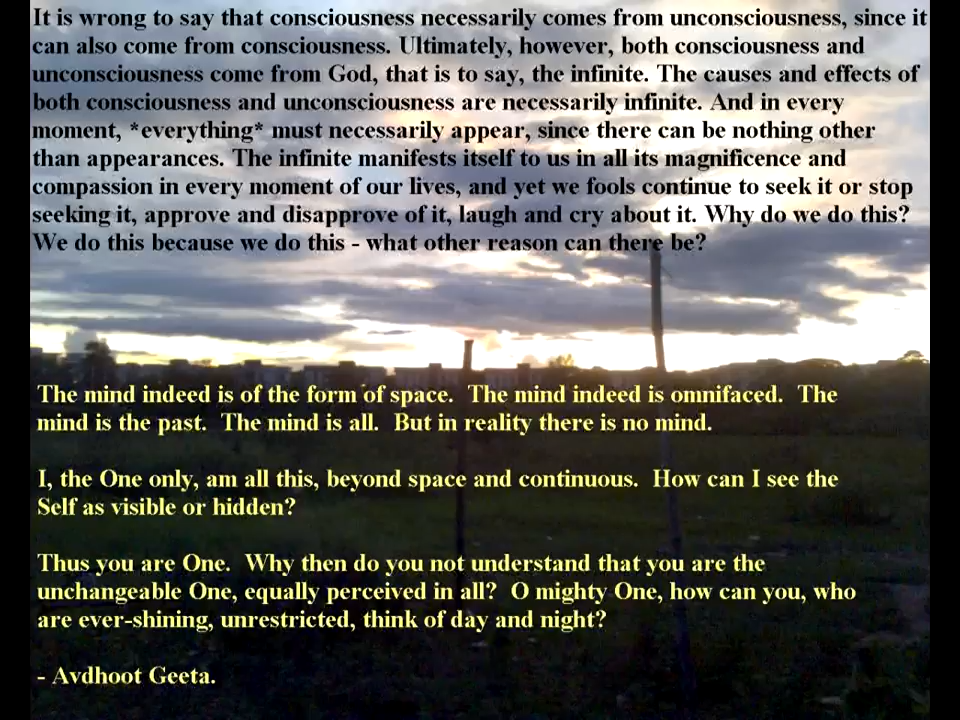 It is wrong to say that consciousness necessarily comes from unconsciousness, since it
can also come from consciousness. Ultimately, however, both consciousness and
unconsciousness come from God, that is to say, the infinite. The causes and effects of
both consciousness and unconsciousness are necessarily infinite. And in every
moment, *everything* must necessarily appear, since there can be nothing other
than appearances. The infinite manifests itself to us in all its magnificence and
compassion in every moment of our lives, and yet we fools continue to seek it or stop
seeking it, approve and disapprove of it, laugh and cry about it. Why do we do this?
We do this because we do this - what other reason can there be?
The mind indeed is of the form of space. The mind indeed is omnifaced. The
mind is the past. The mind is all. But in reality there is no mind.
I, the One only, am all this, beyond space and continuous. How can I see the
Self as visible or hidden?
Thus you are One. Why then do you not understand that you are the
unchangeable One, equally perceived in all? O mighty One, how can you, who
are ever-shining, unrestricted, think of day and night?
- Avdhoot Geeta.